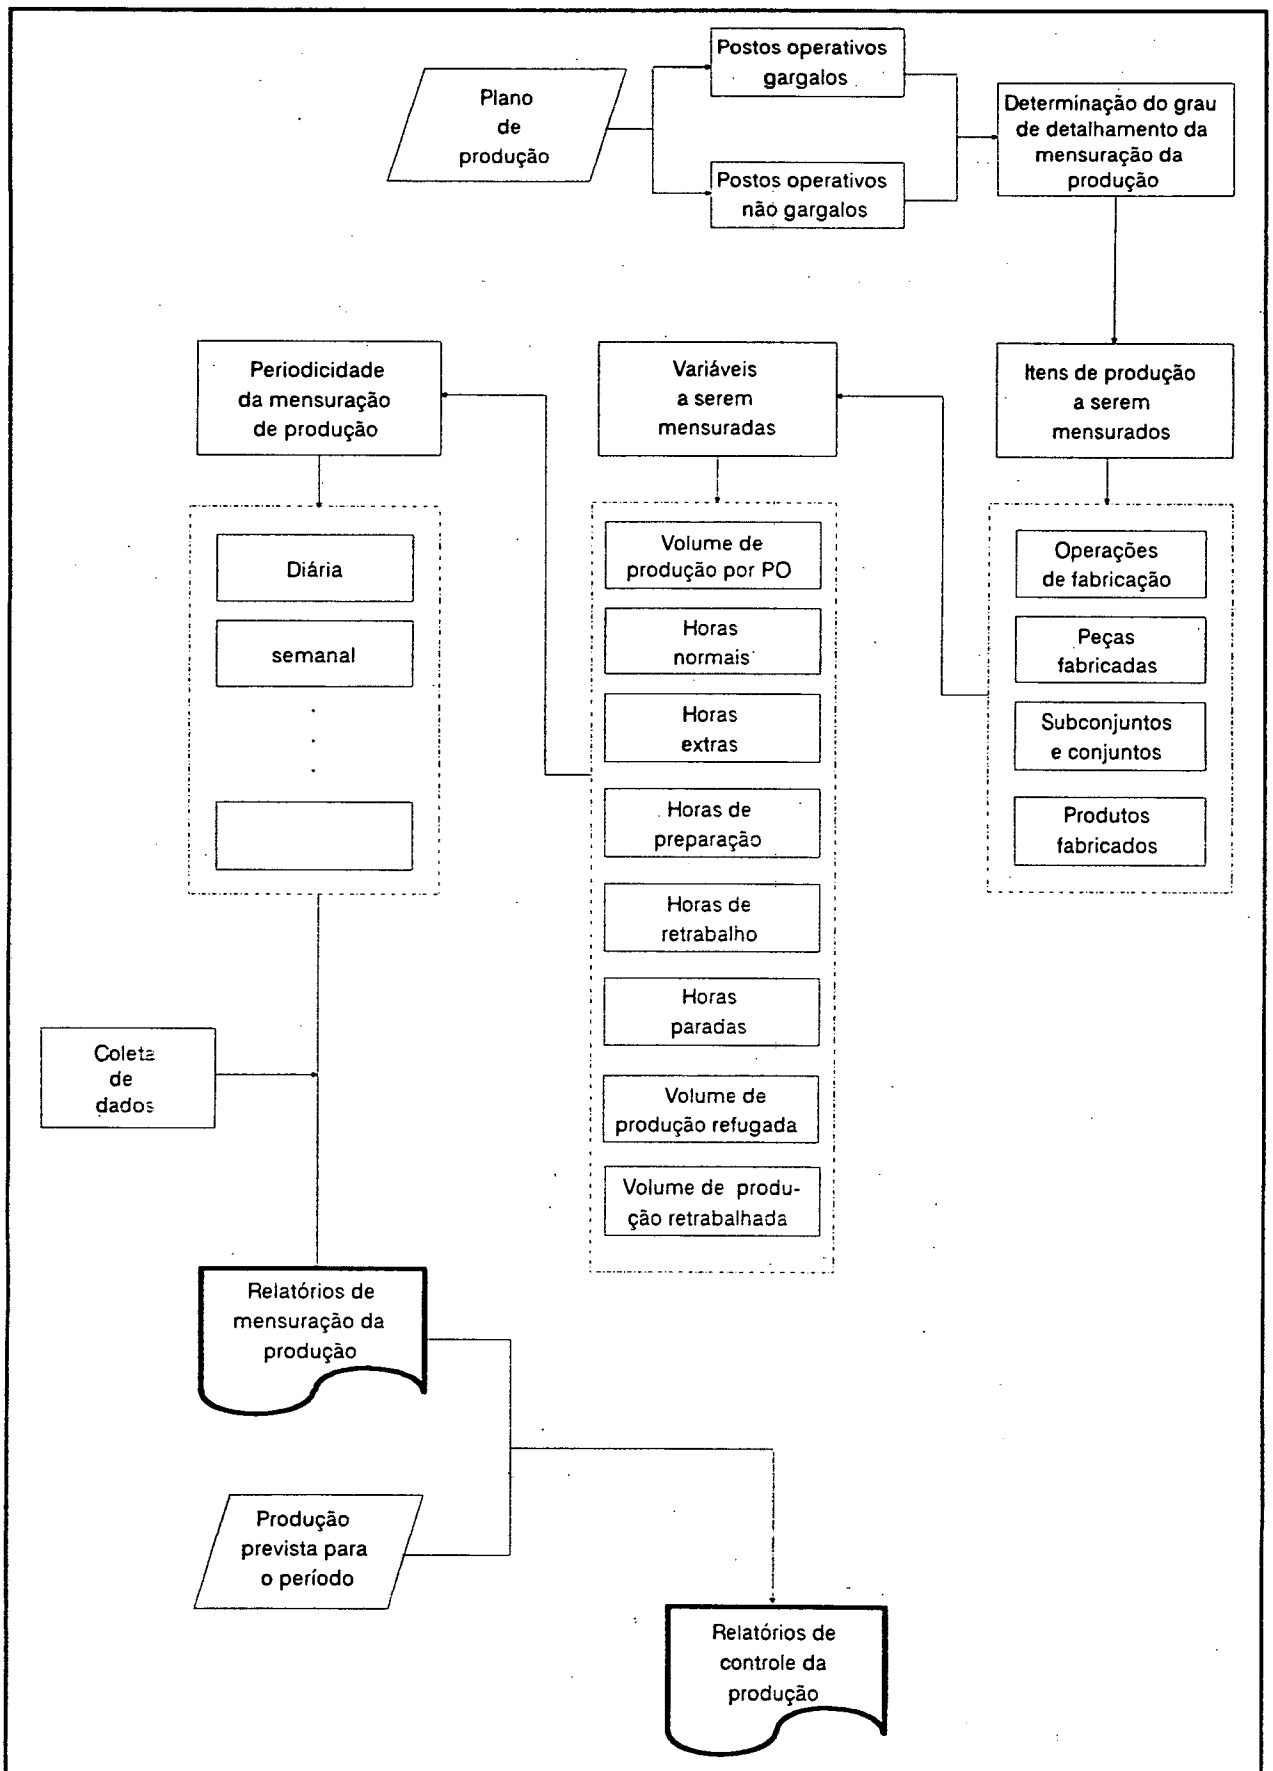 Plano
de
produção
Postos operativos
gargalos
Postos operativos
não gargalos
Determinação do grau
de detalhamento da
mensuração da
produção
Itens de produção
a serem
mensurados
Operações
de fabricação
Peças
fabricadas
Subconjuntos
e conjuntos
Produtos
fabricados
Variáveis
a serem
mensuradas
Volume de
produção por PO
Horas
normais
Horas
extras
Horas de
preparação
Horas de
retrabalho
Horas
paradas
Volume de
produção refugada
Volume de produ-
ção retrabalhada
Periodicidade
da mensuração
de produção
Diária
semanal
Coleta
de
dados
Relatórios de
mensuração da
produção
Produção
prevista para
o período
Relatórios de
controle da
produção